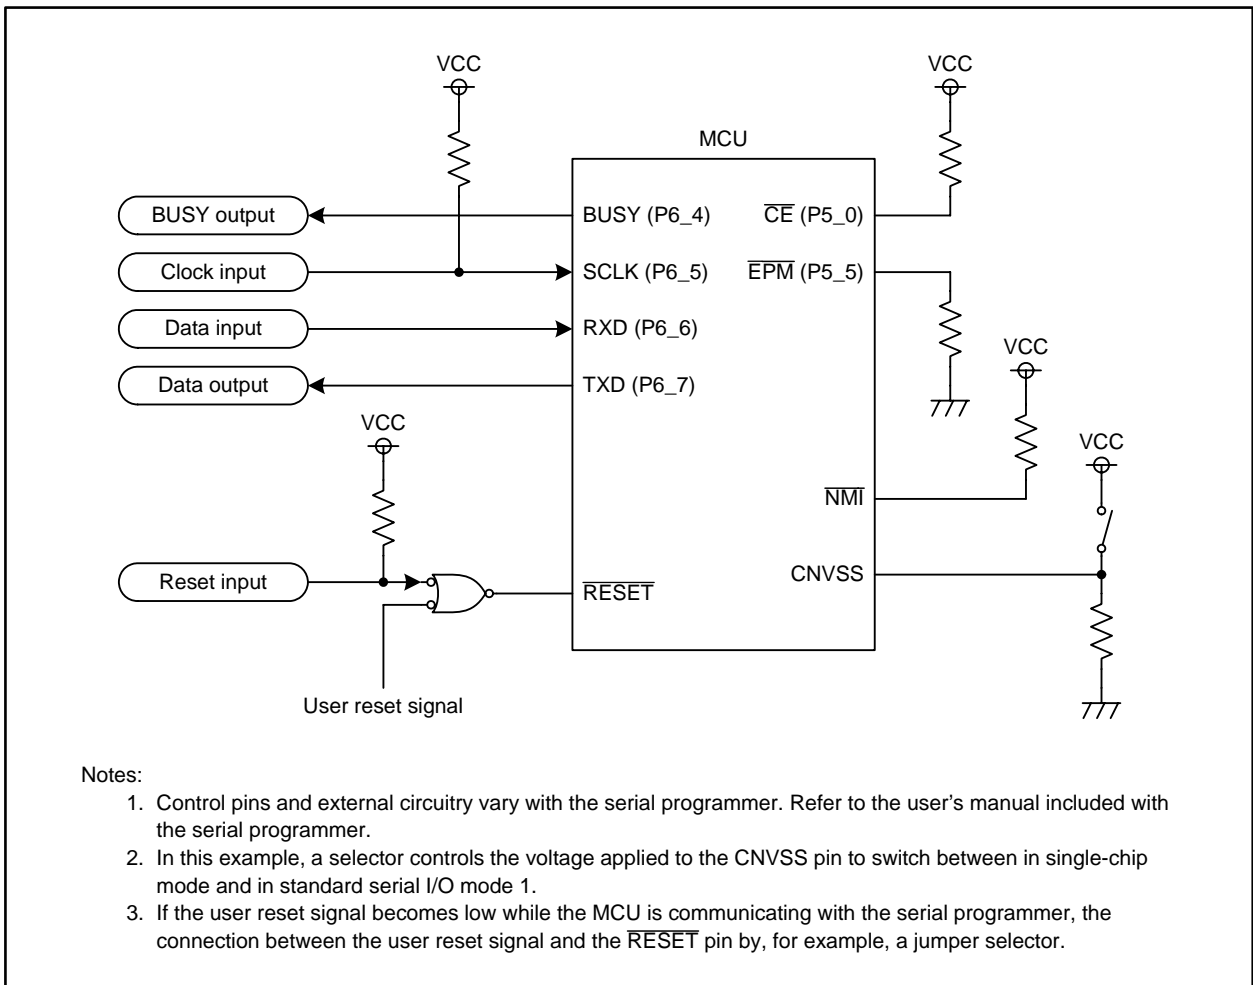 VCC
VCC
MCU
BUSY output
BUSY (P6_4)
C̅E̅ (P5_0)
Clock input
SCLK (P6_5)
E̅P̅M̅ (P5_5)
Data input
RXD (P6_6)
Data output
TXD (P6_7)
VCC
VCC
VCC
N̅M̅I̅
Reset input
R̅E̅S̅E̅T̅
CNVSS
User reset signal
Notes:
1. Control pins and external circuitry vary with the serial programmer. Refer to the user’s manual included with
the serial programmer.
2. In this example, a selector controls the voltage applied to the CNVSS pin to switch between in single-chip
mode and in standard serial I/O mode 1.
3. If the user reset signal becomes low while the MCU is communicating with the serial programmer, the
connection between the user reset signal and the R̅E̅S̅E̅T̅ pin by, for example, a jumper selector.